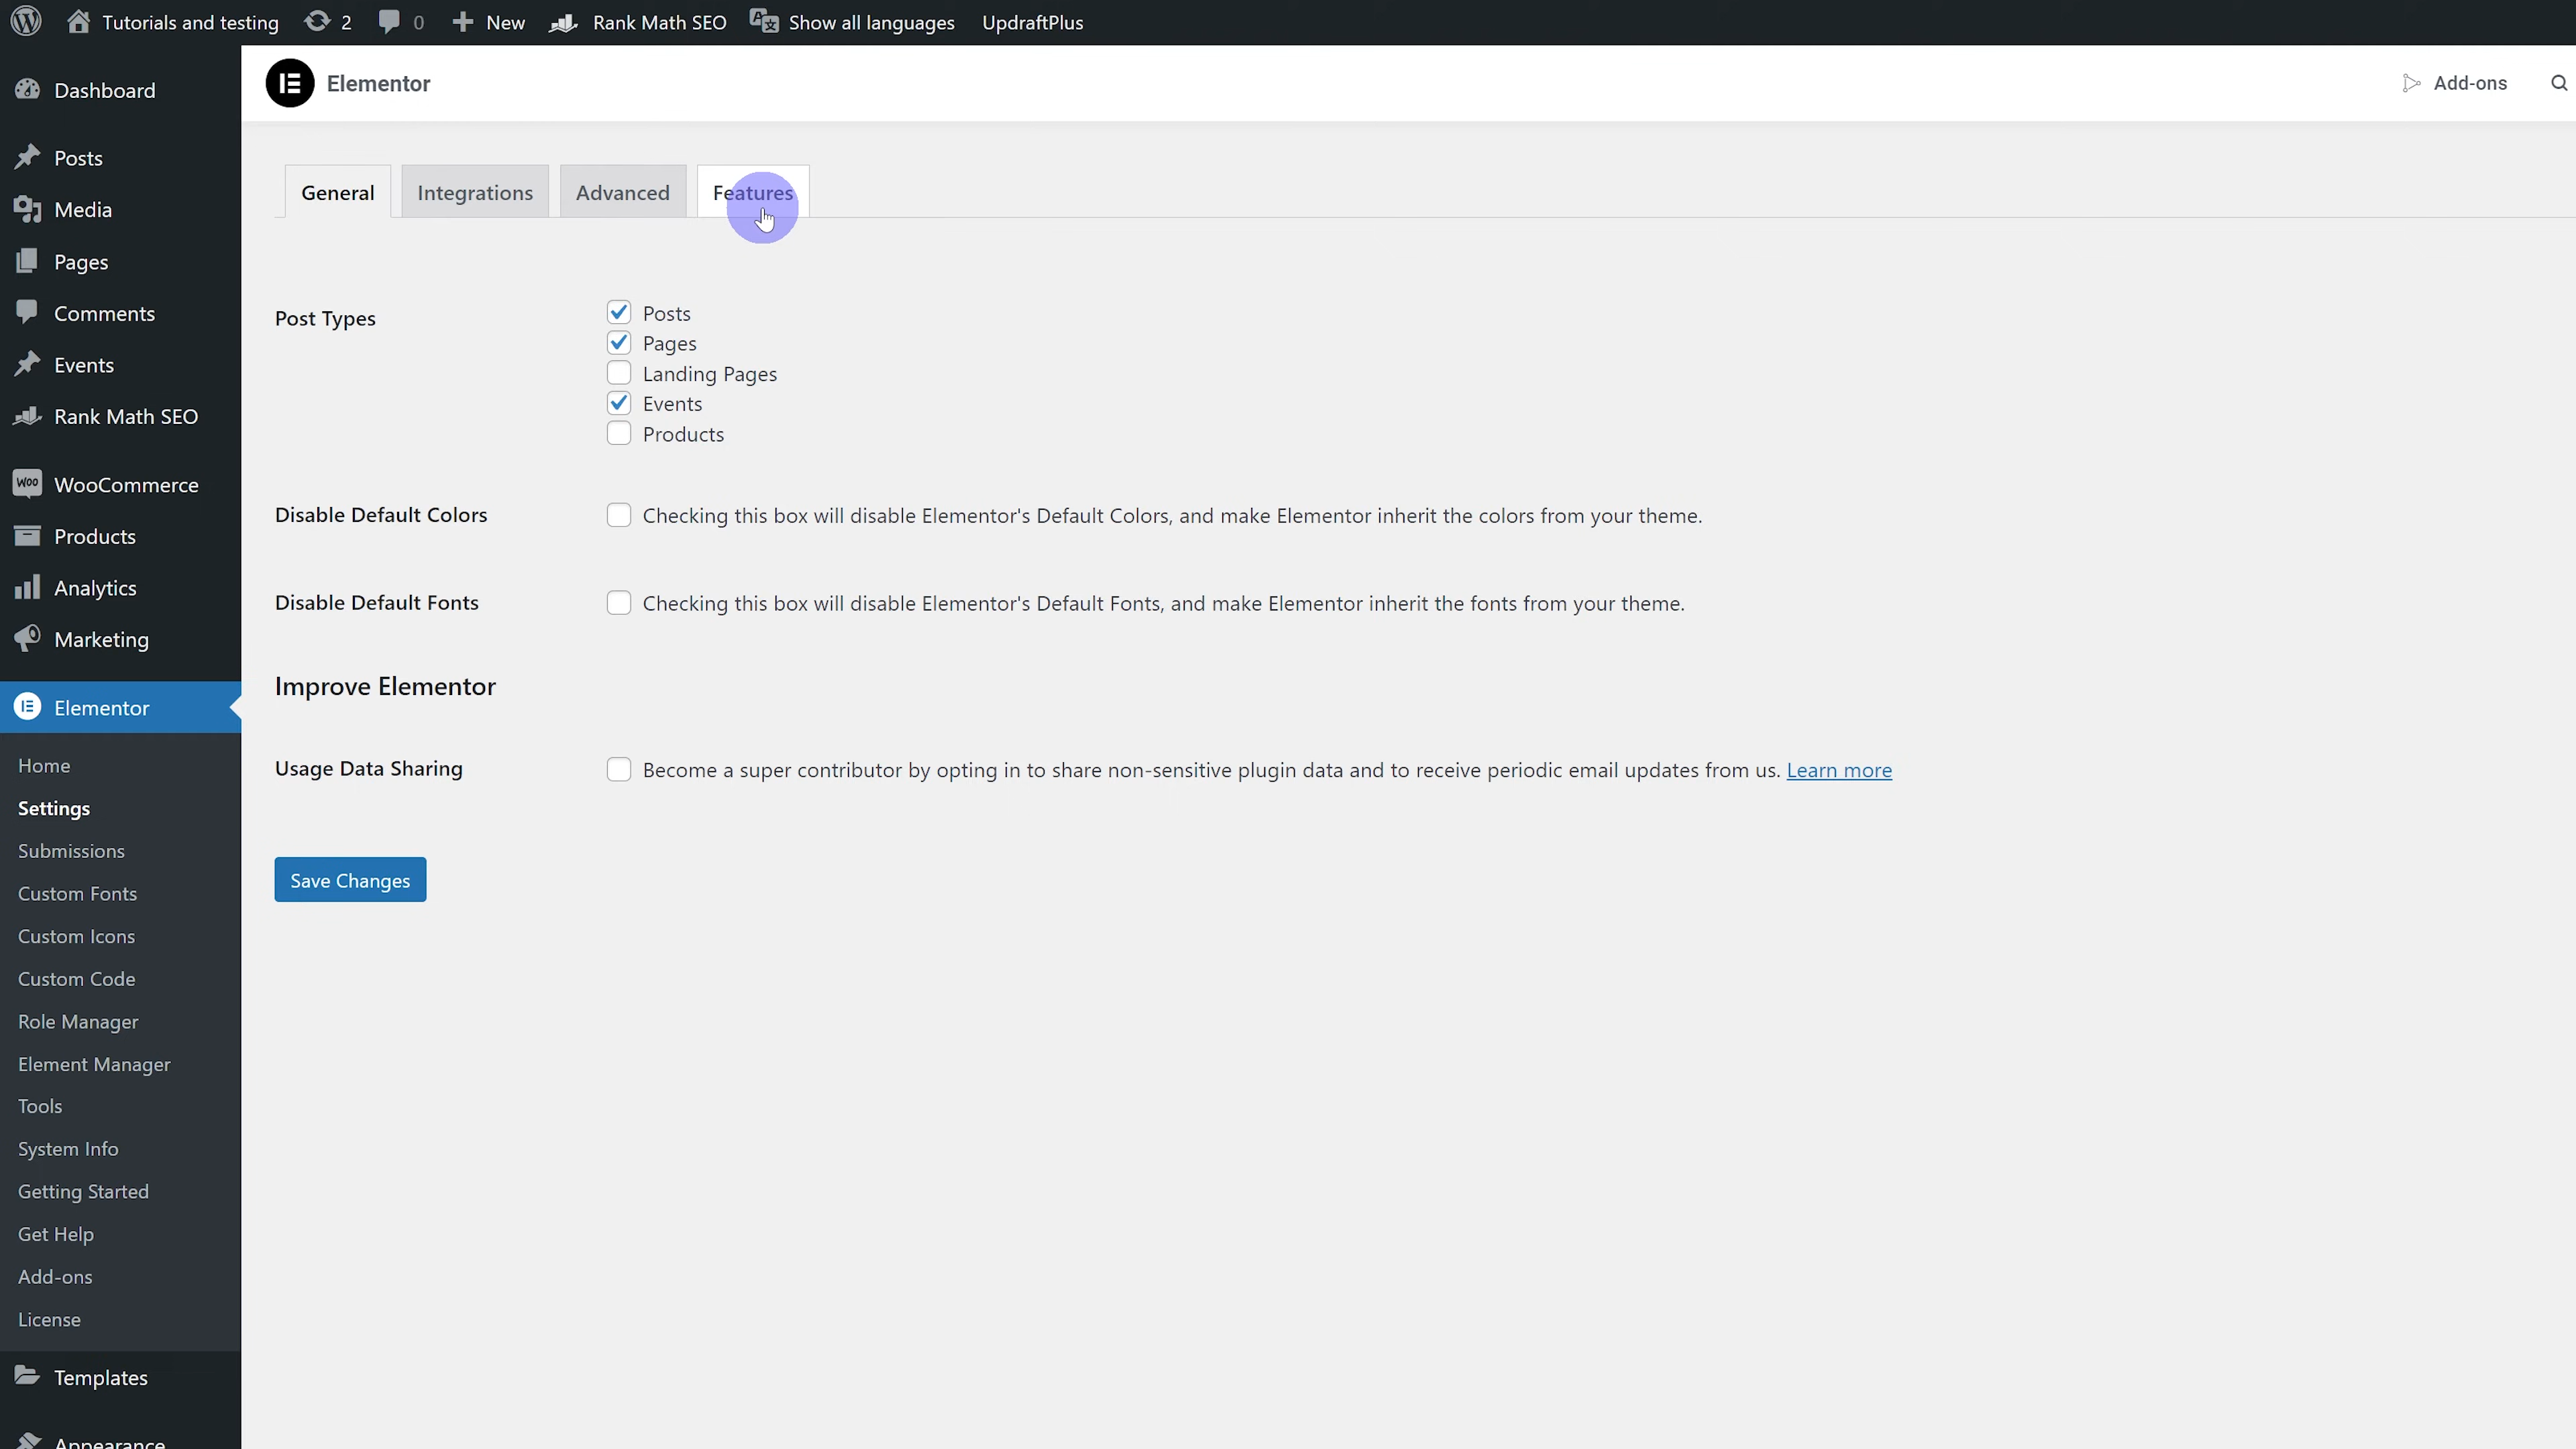 Tutorials and testing 2 0 New Rank Math SEO Show all languages UpdraftPlus
Dashboard
Posts
Media
Pages
Comments
Events
Rank Math SEO
WooCommerce
Products
Analytics
Marketing
Elementor
Home
Settings
Submissions
Custom Fonts
Custom Icons
Custom Code
Role Manager
Element Manager
Tools
System Info
Getting Started
Get Help
Add-ons
License
Templates
Appearance
Elementor Add-ons
General Integrations Advanced Features
Post Types
Posts
Pages
Landing Pages
Events
Products
Disable Default Colors Checking this box will disable Elementor's Default Colors, and make Elementor inherit the colors from your theme.
Disable Default Fonts Checking this box will disable Elementor's Default Fonts, and make Elementor inherit the fonts from your theme.
Improve Elementor
Usage Data Sharing Become a super contributor by opting in to share non-sensitive plugin data and to receive periodic email updates from us. Learn more
Save Changes